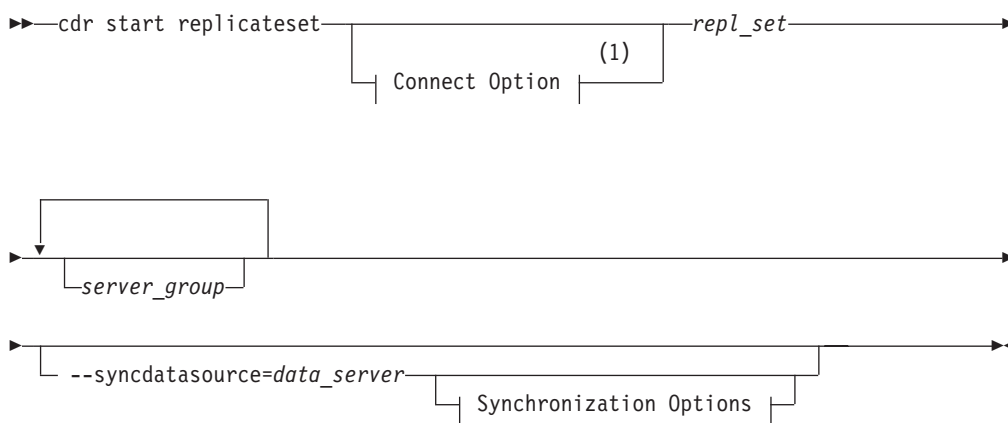 cdr start replicateset repl_set
(1)
Connect Option
server_group
--syncdatasource=data_server
Synchronization Options